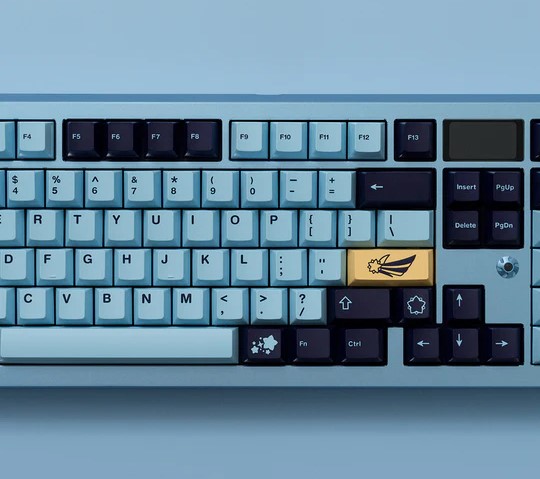 F4 F5 F6 F7 F8 F9 F10 F11 F12 F13
$ % ^ & * ( ) _ +
4 5 6 7 8 9 0 - = ← Insert PgUp
R T Y U I O P { } |
[ ] \ Delete PgDn
D F G H J K L : "
; '
C V B N M < > ? ⇧ ↑
, . /
Fn Ctrl ← ↓ →